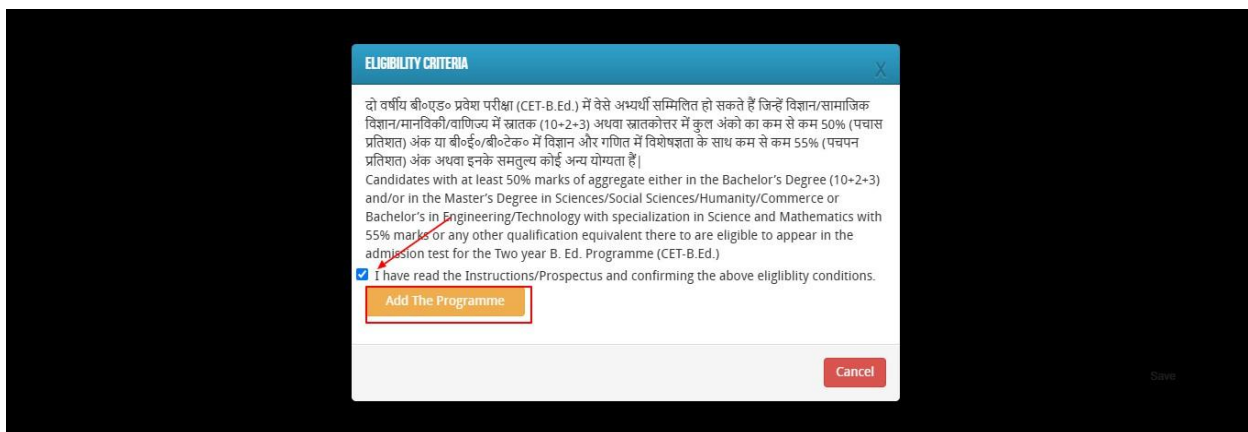 ELIGIBILITY CRITERIA
X
दो वर्षीय बी०एड० प्रवेश परीक्षा (CET-B.Ed.) में वेसे अभ्यर्थी सम्मिलित हो सकते हैं जिन्हें विज्ञान/सामाजिक
विज्ञान/मानविकी/वाणिज्य में स्नातक (10+2+3) अथवा स्नातकोत्तर में कुल अंको का कम से कम 50% (पचास
प्रतिशत) अंक या बी०ई०/बी०टेक० में विज्ञान और गणित में विशेषज्ञता के साथ कम से कम 55% (पचपन
प्रतिशत) अंक अथवा इनके समतुल्य कोई अन्य योग्यता हैं|
Candidates with at least 50% marks of aggregate either in the Bachelor's Degree (10+2+3)
and/or in the Master's Degree in Sciences/Social Sciences/Humanity/Commerce or
Bachelor's in Engineering/Technology with specialization in Science and Mathematics with
55% marks or any other qualification equivalent there to are eligible to appear in the
admission test for the Two year B. Ed. Programme (CET-B.Ed.)
I have read the Instructions/Prospectus and confirming the above eligliblity conditions.
Add The Programme
Cancel
Save